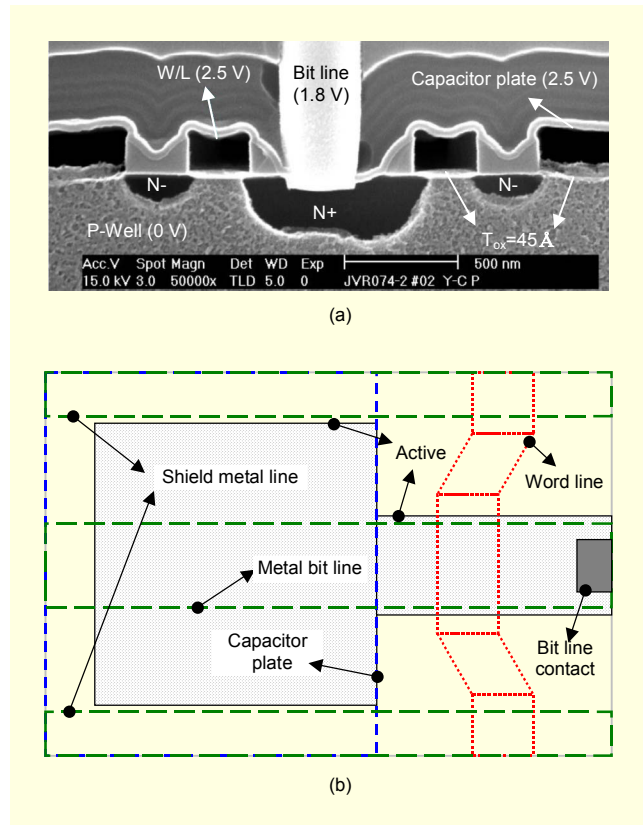 W/L (2.5 V)
Bit line
(1.8 V)
Capacitor plate (2.5 V)
N-
N+
N-
P-Well (0 V)
Tox=45 Å
Acc.V Spot Magn Det WD Exp
500 nm
15.0 kV 3.0 50000x TLD 5.0 0 JVR074-2 #02 Y-C P
(a)
Active
Shield metal line
Word line
Metal bit line
Capacitor
plate
Bit line
contact
(b)